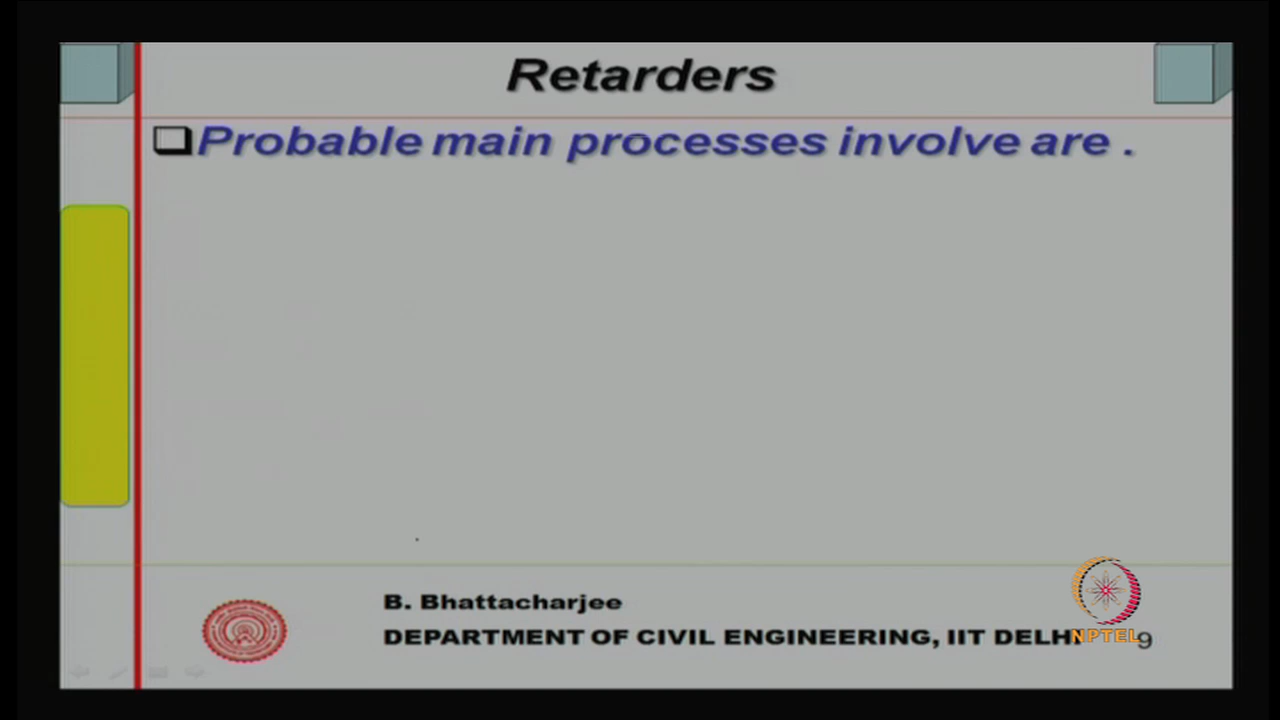 Retarders
Probable main processes involve are .
B. Bhattacharjee
DEPARTMENT OF CIVIL ENGINEERING, IIT DELHI
NPTEL
9